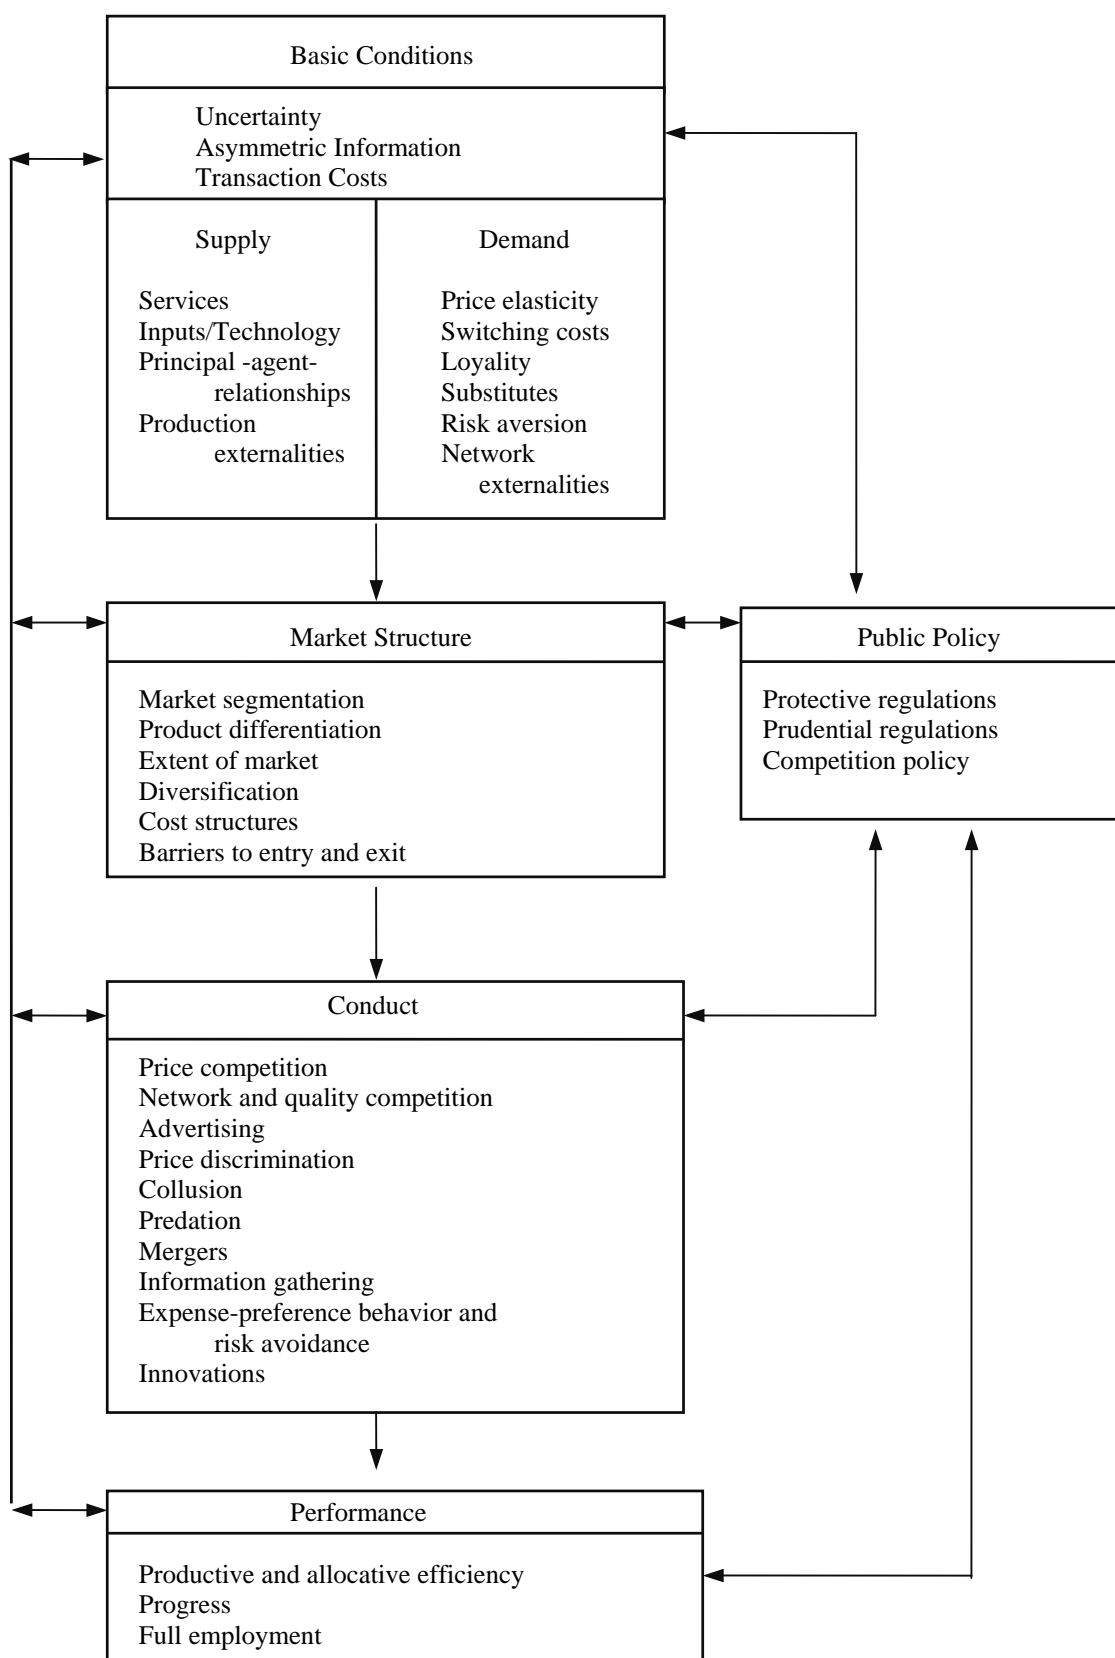 Basic Conditions
Uncertainty
Asymmetric Information
Transaction Costs
Supply
Services
Inputs/Technology
Principal -agent-
relationships
Production
externalities
Demand
Price elasticity
Switching costs
Loyality
Substitutes
Risk aversion
Network
externalities
Market Structure
Market segmentation
Product differentiation
Extent of market
Diversification
Cost structures
Barriers to entry and exit
Public Policy
Protective regulations
Prudential regulations
Competition policy
Conduct
Price competition
Network and quality competition
Advertising
Price discrimination
Collusion
Predation
Mergers
Information gathering
Expense-preference behavior and
risk avoidance
Innovations
Performance
Productive and allocative efficiency
Progress
Full employment